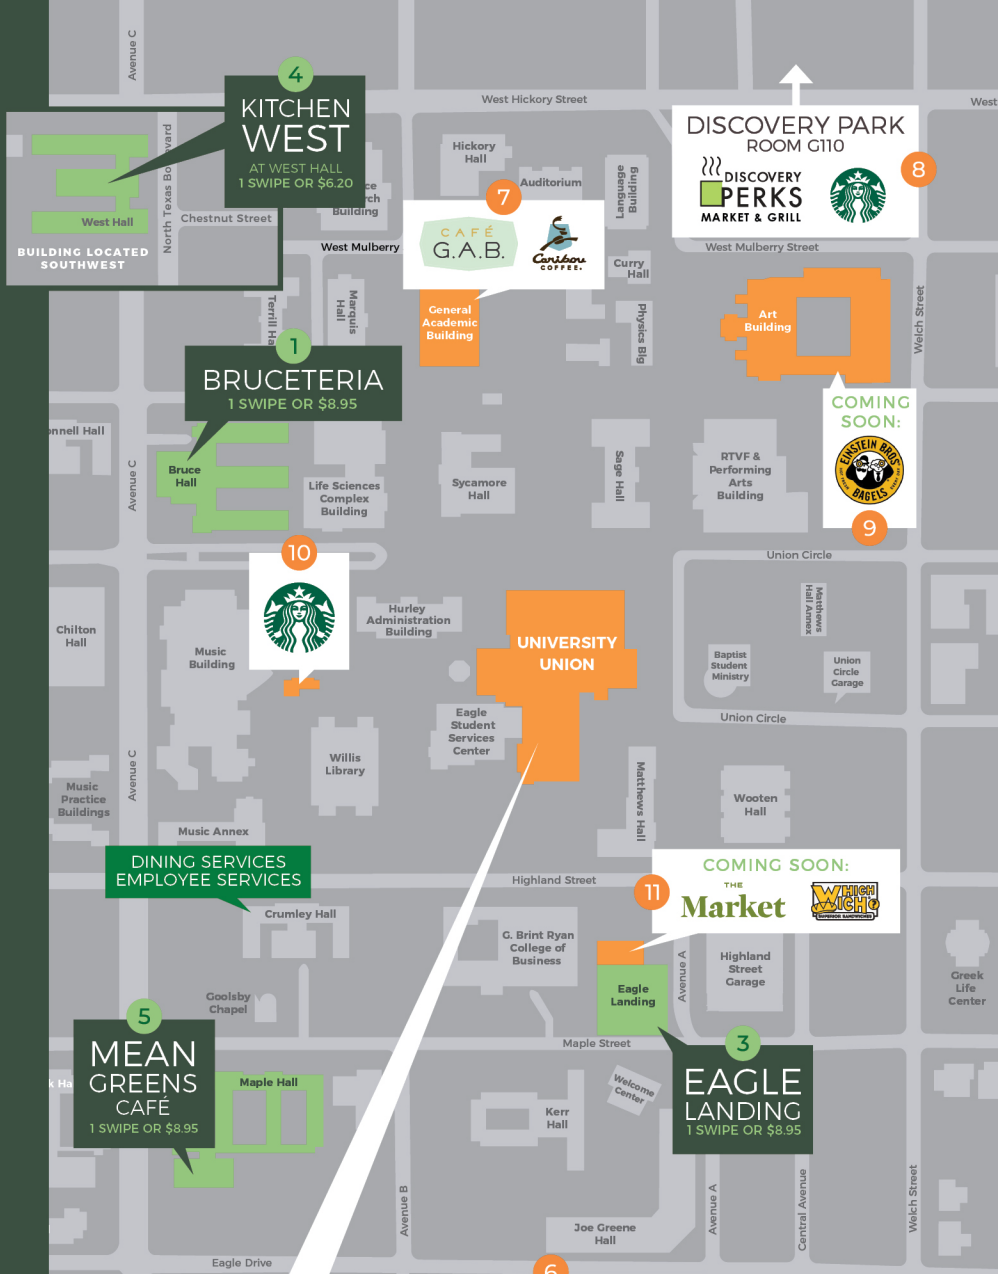 Avenue C
West Hickory Street
West
4
KITCHEN
WEST
AT WEST HALL
1 SWIPE OR $6.20
DISCOVERY PARK
ROOM G110
DISCOVERY
PERKS
MARKET & GRILL
8
Hickory
Hall
Auditorium
Language
Building
Building
North Texas
West Hall
Chestnut Street
BUILDING LOCATED
SOUTHWEST
7
CAFÉ
G.A.B.
Caribou
COFFEE
West Mulberry
West Mulberry Street
Curry
Hall
Marquis
Hall
Terrill
General
Academic
Building
Physics Blg
Art
Building
Welch Street
1
BRUCETERIA
1 SWIPE OR $8.95
COMING
SOON:
EINSTEIN BROS
BAGELS
9
onnell Hall
Avenue C
Bruce
Hall
Life Sciences
Complex
Building
Sycamore
Hall
Sage Hall
RTVF &
Performing
Arts
Building
Union Circle
10
Chilton
Hall
Music
Building
Hurley
Administration
Building
UNIVERSITY
UNION
Matthews
Hall Annex
Baptist
Student
Ministry
Union
Circle
Garage
Union Circle
Eagle
Student
Services
Center
Willis
Library
Avenue C
Music
Practice
Buildings
Music Annex
Matthews Hall
Wooten
Hall
DINING SERVICES
EMPLOYEE SERVICES
Highland Street
11
COMING SOON:
THE
Market
WHICH
WICH?
SUPERIOR SANDWICHES
Crumley Hall
G. Brint Ryan
College of
Business
Avenue A
Highland
Street
Garage
Eagle
Landing
Greek
Life
Center
Goolsby
Chapel
Maple Street
5
MEAN
GREENS
CAFÉ
1 SWIPE OR $8.95
k Ha
Maple Hall
3
EAGLE
LANDING
1 SWIPE OR $8.95
Welcome
Center
Kerr
Hall
Avenue B
Avenue A
Central Avenue
Welch Street
Joe Greene
Hall
Eagle Drive
6